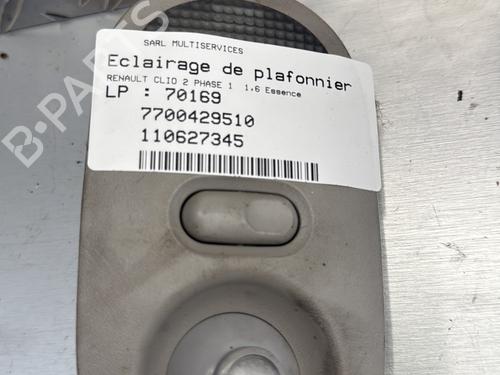 SARL MULTISERVICES
Eclairage de plafonnier
RENAULT CLIO 2 PHASE 1 1.6 Essence
LP : 70169
7700429510
110627345
B-PARTS